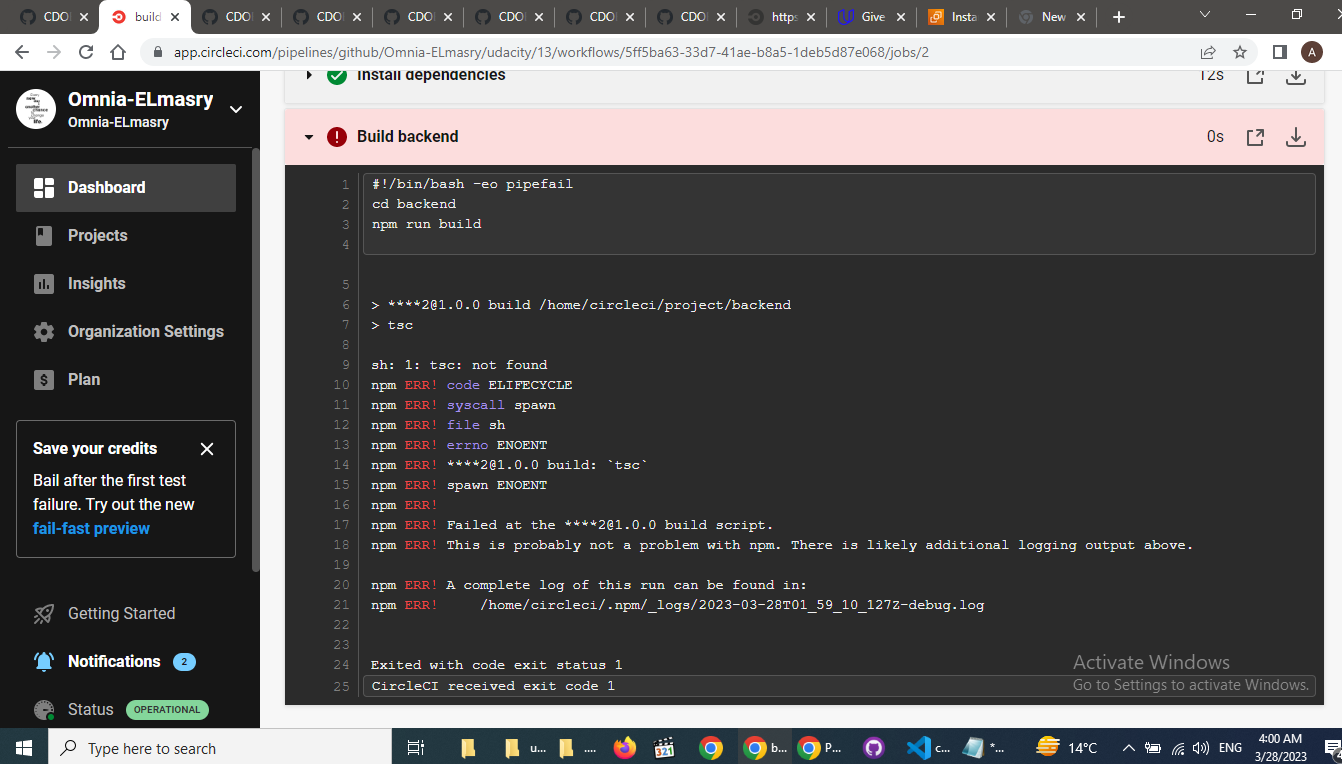 CDO
build
CDO
CDO
CDO
CDO
CDO
CDO
https
Give
Insta
New
app.circleci.com/pipelines/github/Omnia-ELmasry/udacity/13/workflows/5ff5ba63-33d7-41ae-b8a5-1deb5d87e068/jobs/2
A
Install dependencies
12s
Omnia-ELmasry
Omnia-ELmasry
Dashboard
Projects
Insights
Organization Settings
Plan
Save your credits
Bail after the first test
failure. Try out the new
fail-fast preview
Getting Started
Notifications 2
Status OPERATIONAL
Build backend
0s
1 #!/bin/bash -eo pipefail
2 cd backend
3 npm run build
4
5
6 > ****2@1.0.0 build /home/circleci/project/backend
7 > tsc
8
9 sh: 1: tsc: not found
10 npm ERR! code ELIFECYCLE
11 npm ERR! syscall spawn
12 npm ERR! file sh
13 npm ERR! errno ENOENT
14 npm ERR! ****2@1.0.0 build: `tsc`
15 npm ERR! spawn ENOENT
16 npm ERR!
17 npm ERR! Failed at the ****2@1.0.0 build script.
18 npm ERR! This is probably not a problem with npm. There is likely additional logging output above.
19
20 npm ERR! A complete log of this run can be found in:
21 npm ERR! /home/circleci/.npm/_logs/2023-03-28T01_59_10_127Z-debug.log
22
23
24 Exited with code exit status 1
25 CircleCI received exit code 1
Activate Windows
Go to Settings to activate Windows.
Type here to search
u...
....
321
b...
P...
c...
*...
14°C
ENG
4:00 AM
3/28/2023